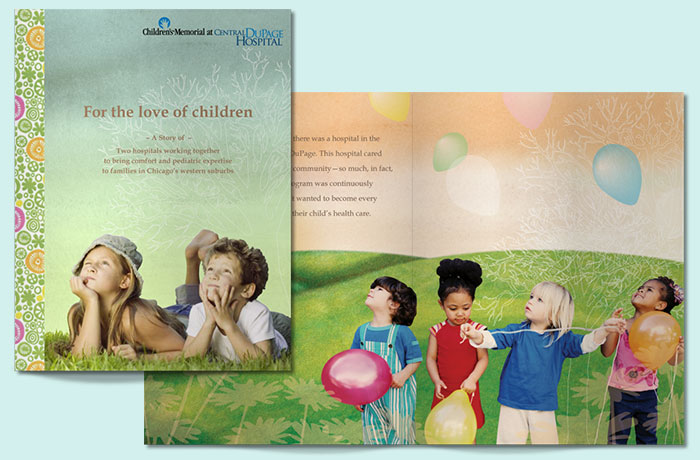 Children's Memorial at CENTRAL DUPAGE HOSPITAL
For the love of children
~ A Story of ~
Two hospitals working together
to bring comfort and pediatric expertise
to families in Chicago's western suburbs
there was a hospital in the
DuPage. This hospital cared
community—so much, in fact,
was continuously
wanted to become every
their child's health care.